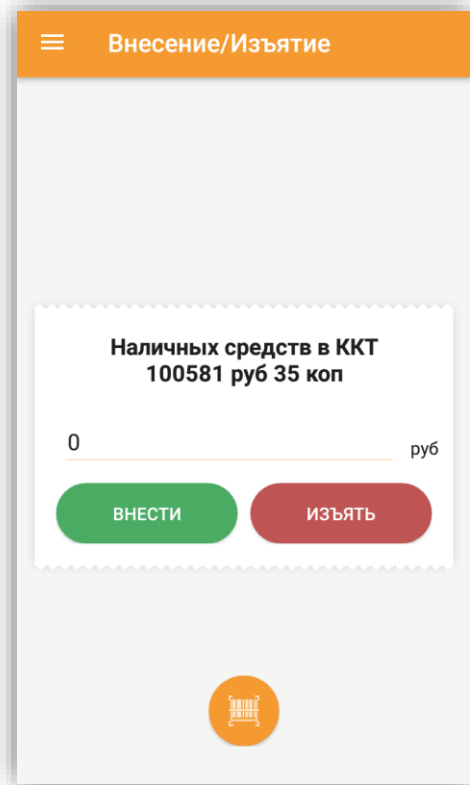 Внесение/Изъятие
Наличных средств в ККТ
100581 руб 35 коп
0 руб
ВНЕСТИ ИЗЪЯТЬ